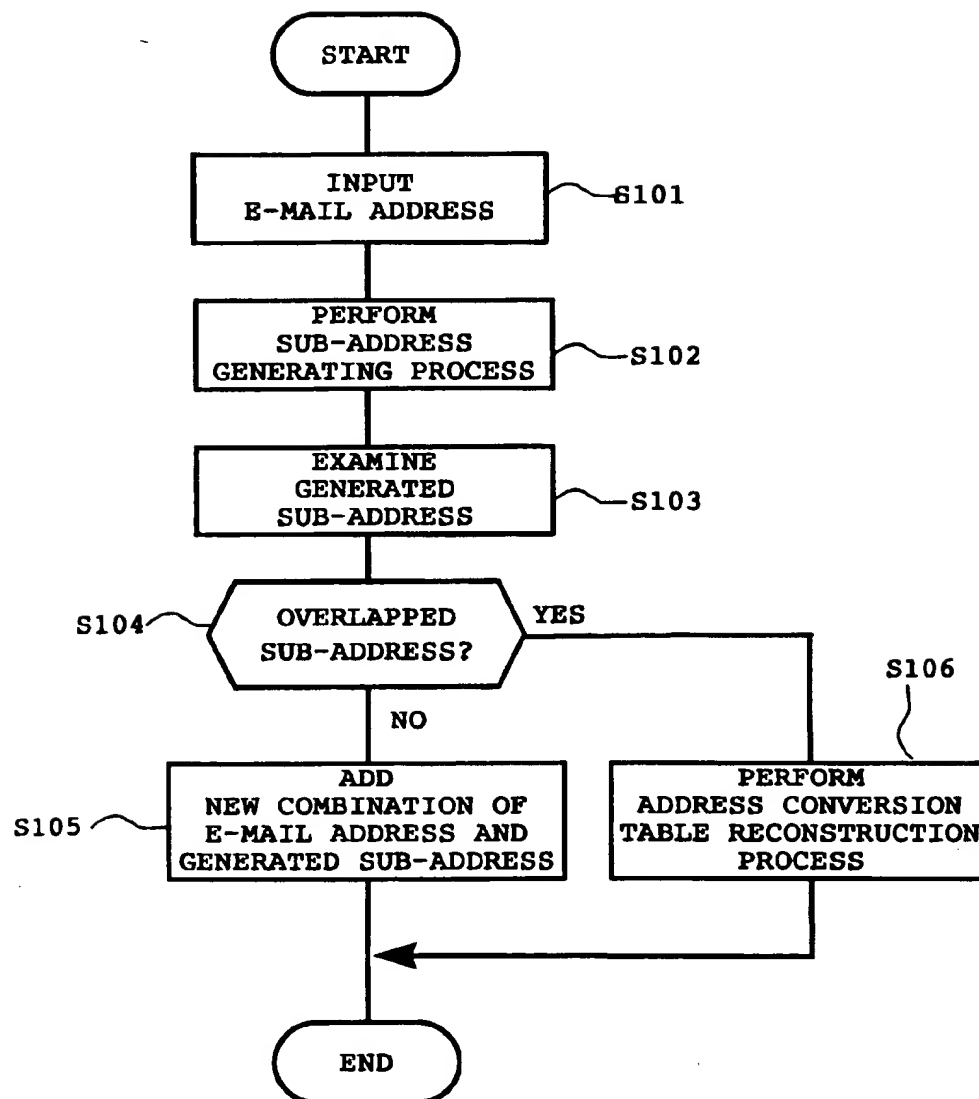 START
INPUT
E-MAIL ADDRESS
S101
PERFORM
SUB-ADDRESS
GENERATING PROCESS
S102
EXAMINE
GENERATED
SUB-ADDRESS
S103
S104
OVERLAPPED
SUB-ADDRESS?
YES
NO
S106
S105
ADD
NEW COMBINATION OF
E-MAIL ADDRESS AND
GENERATED SUB-ADDRESS
PERFORM
ADDRESS CONVERSION
TABLE RECONSTRUCTION
PROCESS
END